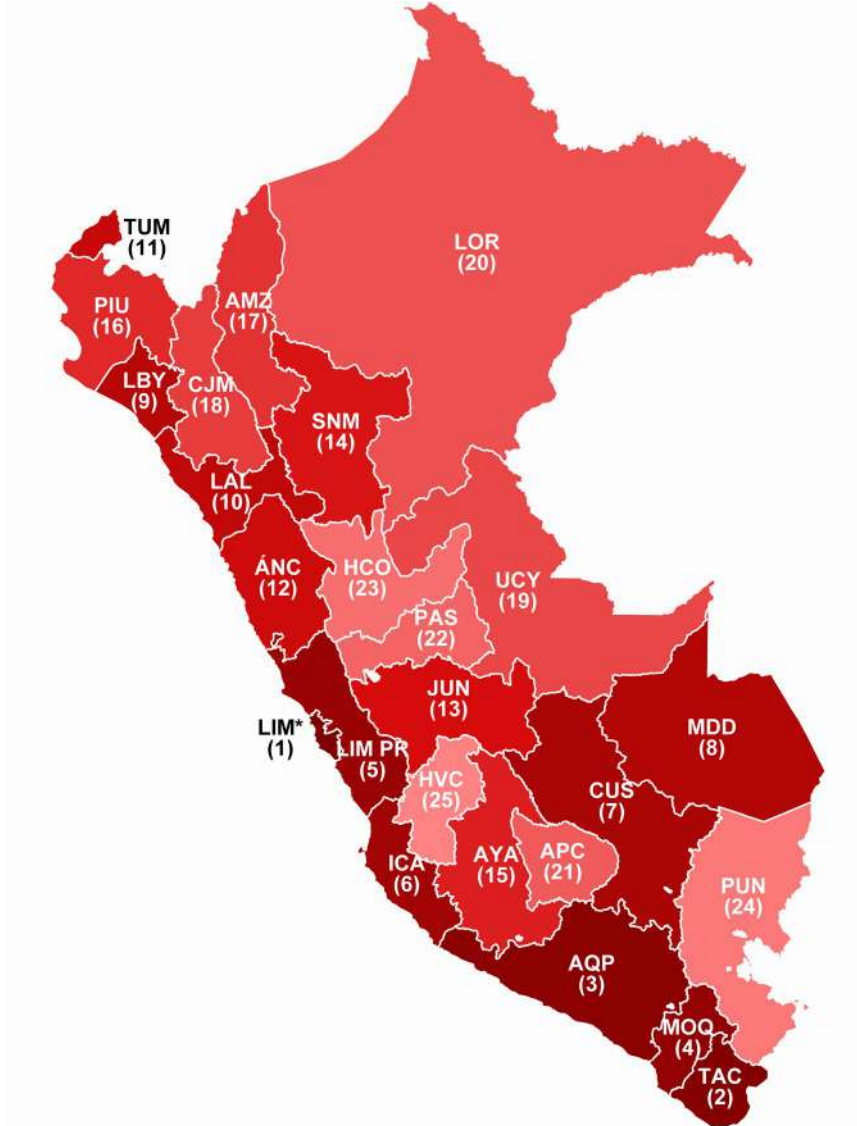 TUM
(11)
LOR
(20)
PIU
(16)
AMZ
(17)
LBY
(9)
CJM
(18)
SNM
(14)
LAL
(10)
ÁNC
(12)
HCO
(23)
UCY
(19)
PAS
(22)
JUN
(13)
LIM*
(1)
LIM PR
(5)
MDD
(8)
HVC
(25)
CUS
(7)
ICA
(6)
AYA
(15)
APC
(21)
PUN
(24)
AQP
(3)
MOQ
(4)
TAC
(2)